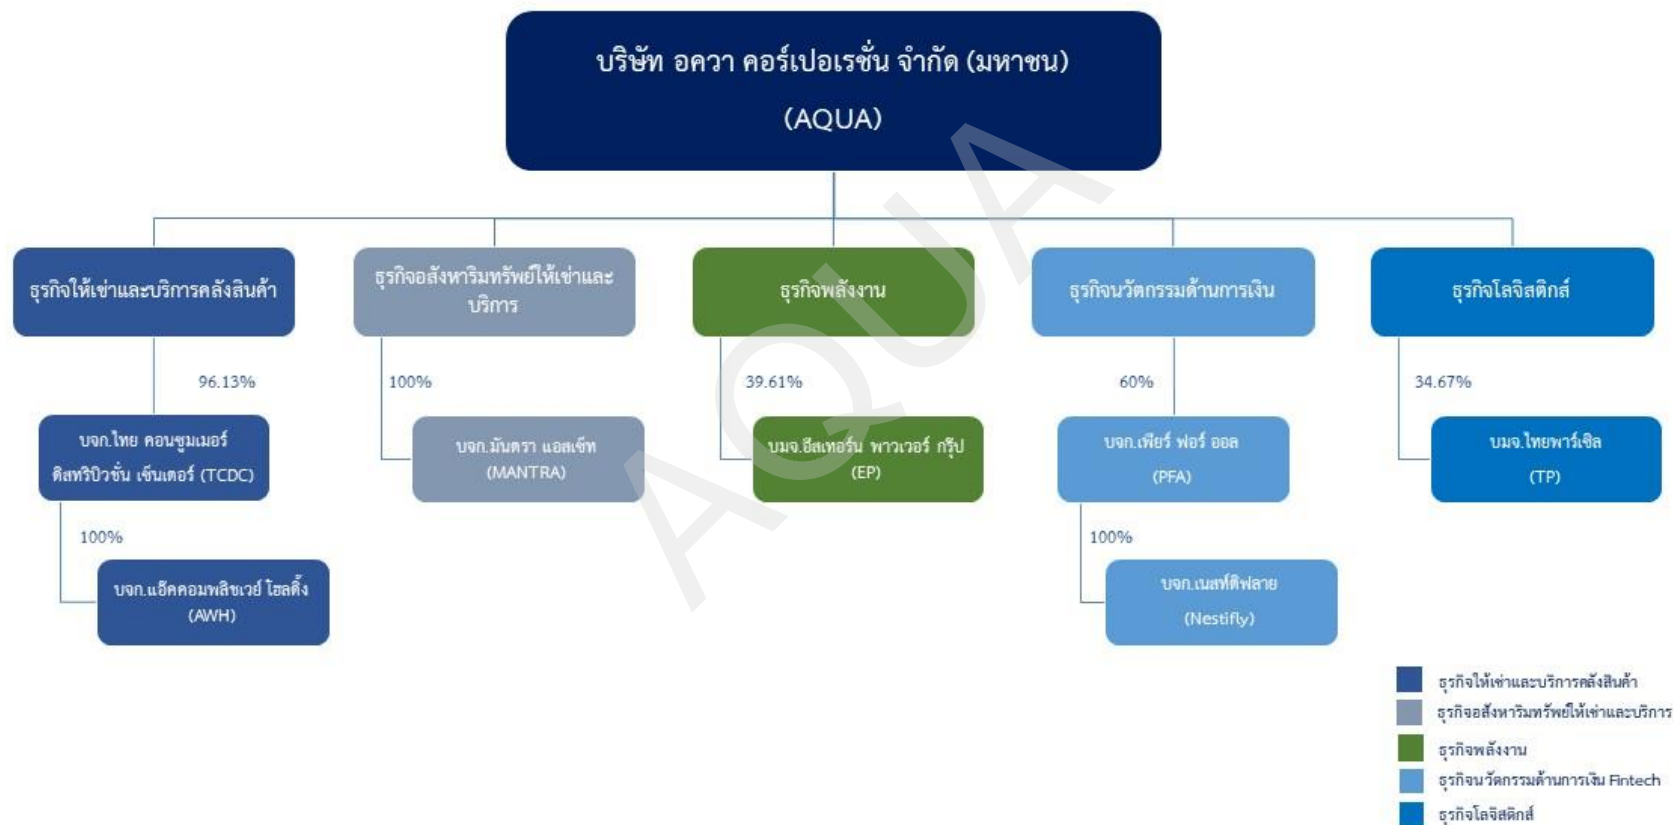 บริษัท อควา คอร์เปอเรชั่น จำกัด (มหาชน)
(AQUA)
ธุรกิจให้เช่าและบริการคลังสินค้า
ธุรกิจอสังหาริมทรัพย์ให้เช่าและ
บริการ
ธุรกิจพลังงาน
ธุรกิจนวัตกรรมด้านการเงิน
ธุรกิจโลจิสติกส์
96.13%
100%
39.61%
60%
34.67%
บจก.ไทย คอนซูมเมอร์
ดิสทริบิวชั่น เซ็นเตอร์ (TCDC)
บจก.มันตรา แอสเซ็ท
(MANTRA)
บมจ.อีสเทอร์น พาวเวอร์ กรุ๊ป
(EP)
บจก.เพียร์ ฟอร์ ออล
(PFA)
บมจ.ไทยพาร์เซิล
(TP)
100%
100%
บจก.แอ็คคอมพลิชเวย์ โฮลดิ้ง
(AWH)
บจก.เนสท์ติฟลาย
(Nestifly)
AQUA
ธุรกิจให้เช่าและบริการคลังสินค้า
ธุรกิจอสังหาริมทรัพย์ให้เช่าและบริการ
ธุรกิจพลังงาน
ธุรกิจนวัตกรรมด้านการเงิน Fintech
ธุรกิจโลจิสติกส์